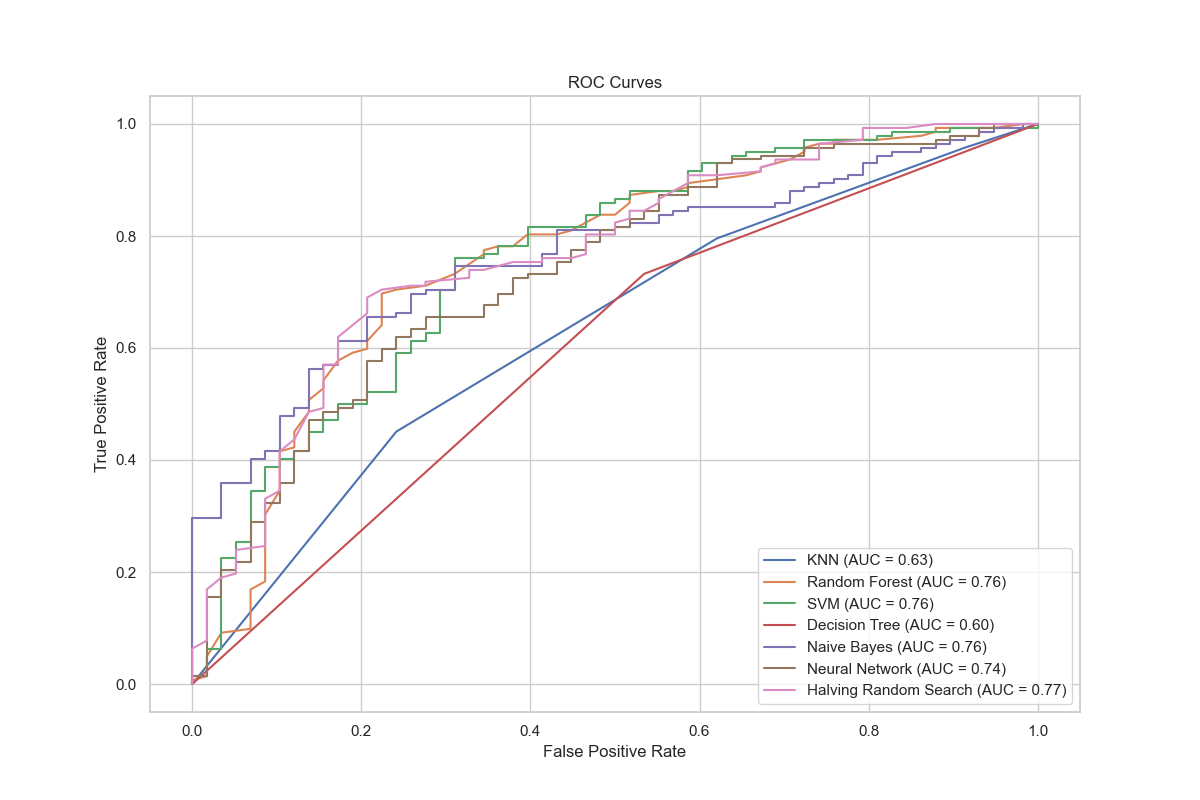 ROC Curves
1.0
0.8
0.6
0.4
0.2
0.0
True Positive Rate
KNN (AUC = 0.63)
Random Forest (AUC = 0.76)
SVM (AUC = 0.76)
Decision Tree (AUC = 0.60)
Naive Bayes (AUC = 0.76)
Neural Network (AUC = 0.74)
Halving Random Search (AUC = 0.77)
0.0 0.2 0.4 0.6 0.8 1.0
False Positive Rate